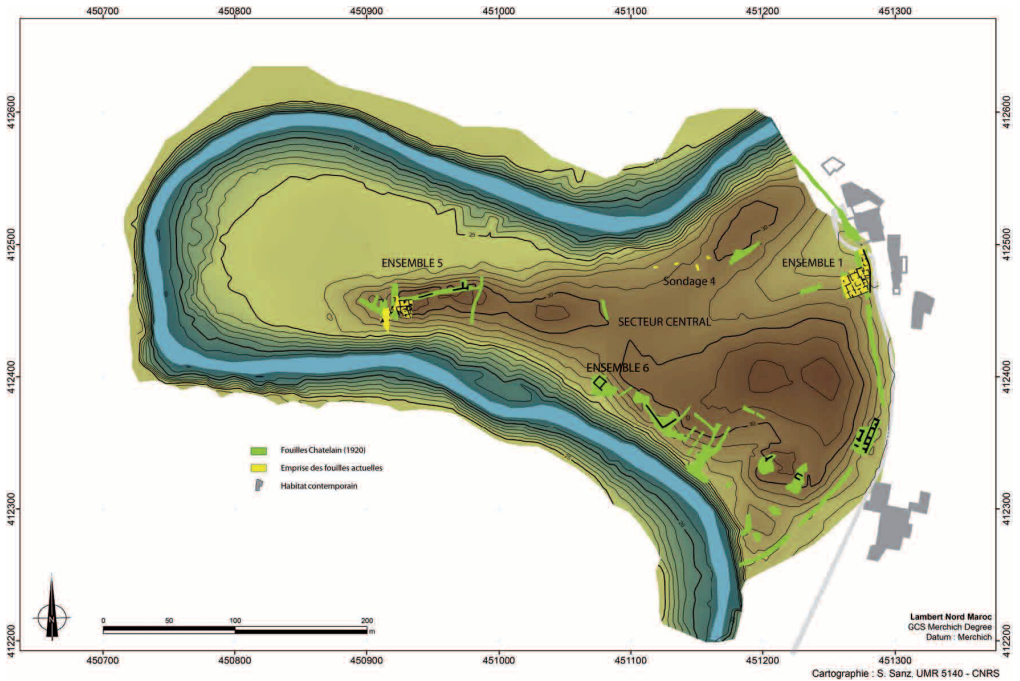 450700 450800 450900 451000 451100 451200 451300
412600 412600
412500 412500
412400 412400
412300 412300
412200 412200
ENSEMBLE 5
ENSEMBLE 1
Sondage 4
SECTEUR CENTRAL
ENSEMBLE 6
Fouilles Chatelain (1920)
Emprise des fouilles actuelles
Habitat contemporain
N
0 50 100 200
m
Lambert Nord Maroc
GCS Merchich Degree
Datum : Merchich
450700 450800 450900 451000 451100 451200 451300
Cartographie : S. Sanz, UMR 5140 - CNRS